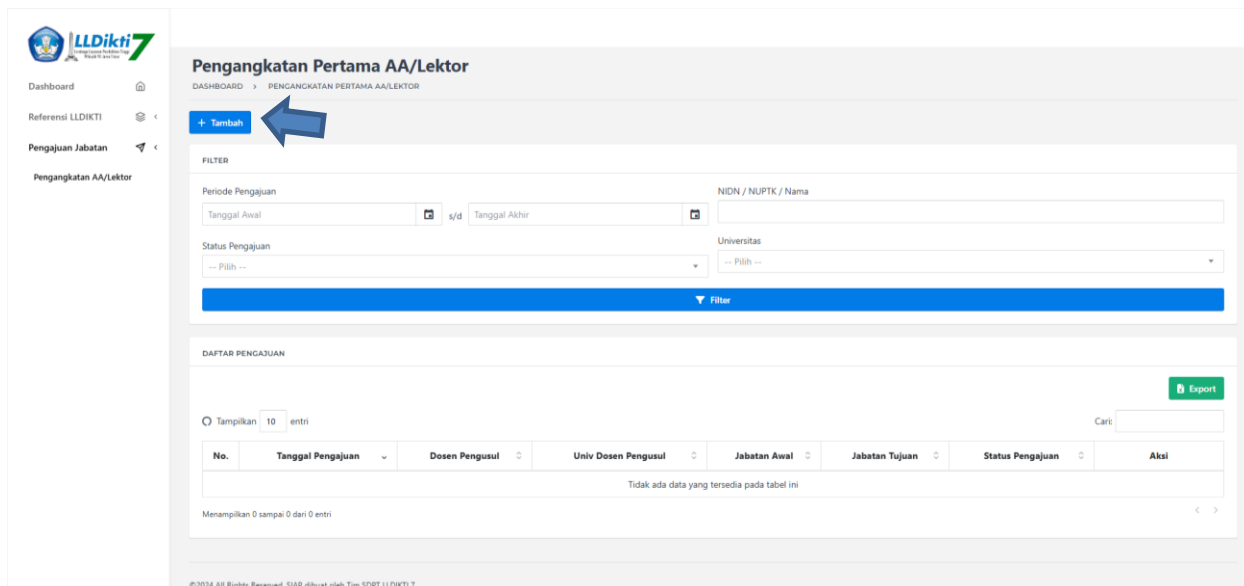 LLDikti 7
Pengangkatan Pertama AA/Lektor
DASHBOARD > PENGANGKATAN PERTAMA AA/LEKTOR
Dashboard
Referensi LLDIKTI
Pengajuan Jabatan
Pengangkatan AA/Lektor
+ Tambah
FILTER
Periode Pengajuan
NIDN / NUPTK / Nama
Tanggal Awal s/d Tanggal Akhir
Status Pengajuan
Universitas
-- Pilih --
-- Pilih --
Filter
DAFTAR PENGAJUAN
Export
Tampilkan 10 entri
Cari:
No. Tanggal Pengajuan Dosen Pengusul Univ Dosen Pengusul Jabatan Awal Jabatan Tujuan Status Pengajuan Aksi
Tidak ada data yang tersedia pada tabel ini
Menampilkan 0 sampai 0 dari 0 entri
©2024 All Rights Reserved. SIAP dibuat oleh Tim SDPT LLDIKTI 7